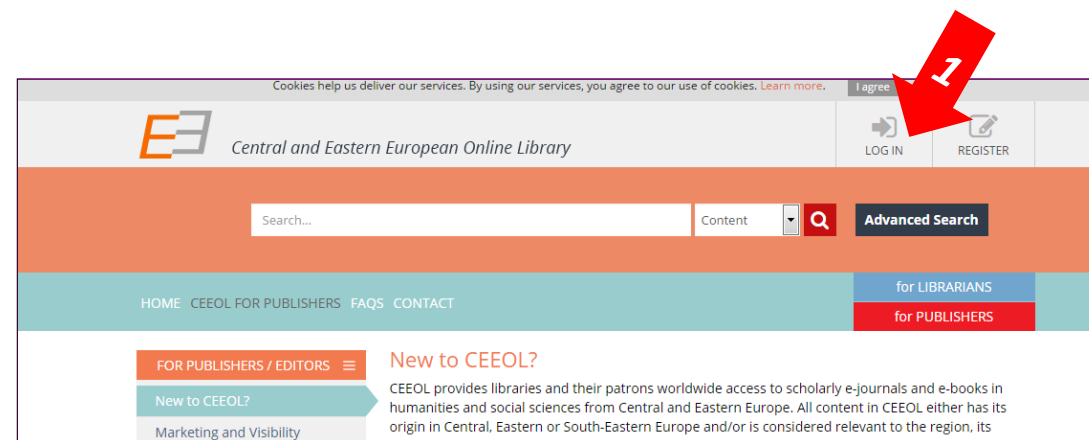 1
Cookies help us deliver our services. By using our services, you agree to our use of cookies. Learn more. I agree
Central and Eastern European Online Library
LOG IN REGISTER
Search... Content Advanced Search
for LIBRARIANS
HOME CEEOL FOR PUBLISHERS FAQS CONTACT
for PUBLISHERS
FOR PUBLISHERS / EDITORS
New to CEEOL?
Marketing and Visibility
New to CEEOL?
CEEOL provides libraries and their patrons worldwide access to scholarly e-journals and e-books in
humanities and social sciences from Central and Eastern Europe. All content in CEEOL either has its
origin in Central, Eastern or South-Eastern Europe and/or is considered relevant to the region, its